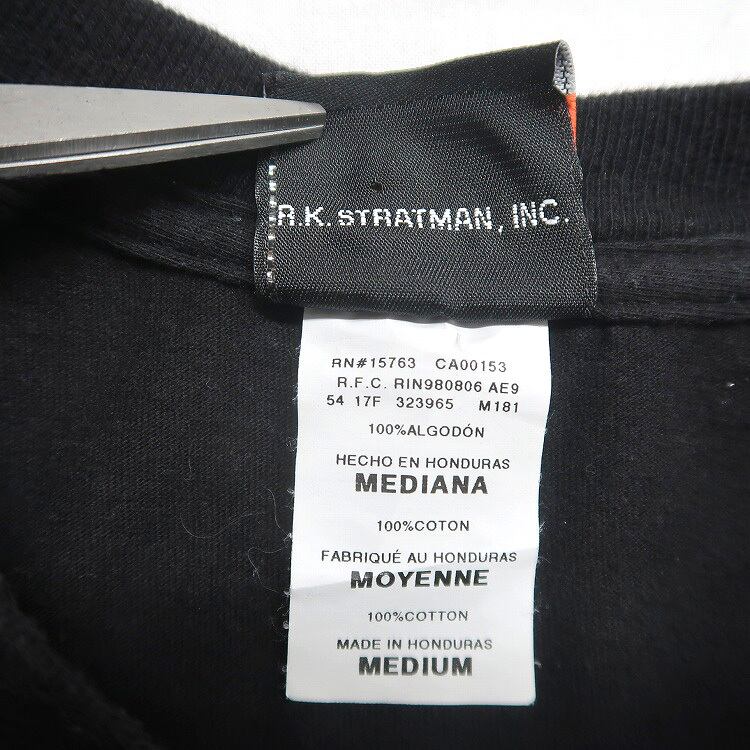 R.K. STRATMAN, INC.
RN#15763 CA00153
R.F.C. RIN980806 AE9
54 17F 323965 M181
100%ALGODÓN
HECHO EN HONDURAS
MEDIANA
100%COTON
FABRIQUÉ AU HONDURAS
MOYENNE
100%COTTON
MADE IN HONDURAS
MEDIUM